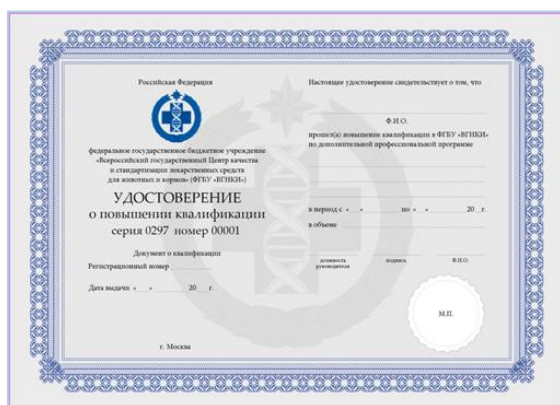 Российская Федерация
федеральное государственное бюджетное учреждение
«Всероссийский государственный Центр качества
и стандартизации лекарственных средств
для животных и кормов» (ФГБУ «ВГНКИ»)
УДОСТОВЕРЕНИЕ
о повышении квалификации
серия 0297 номер 00001
Документ о квалификации
Регистрационный номер
Дата выдачи « » 20 г.
г. Москва
Настоящее удостоверение свидетельствует о том, что
Ф.И.О.
прошел(а) повышение квалификации в ФГБУ «ВГНКИ»
по дополнительной профессиональной программе
в период с « » по « » 20 г.
в объеме
должность руководителя подпись Ф.И.О.
М.П.